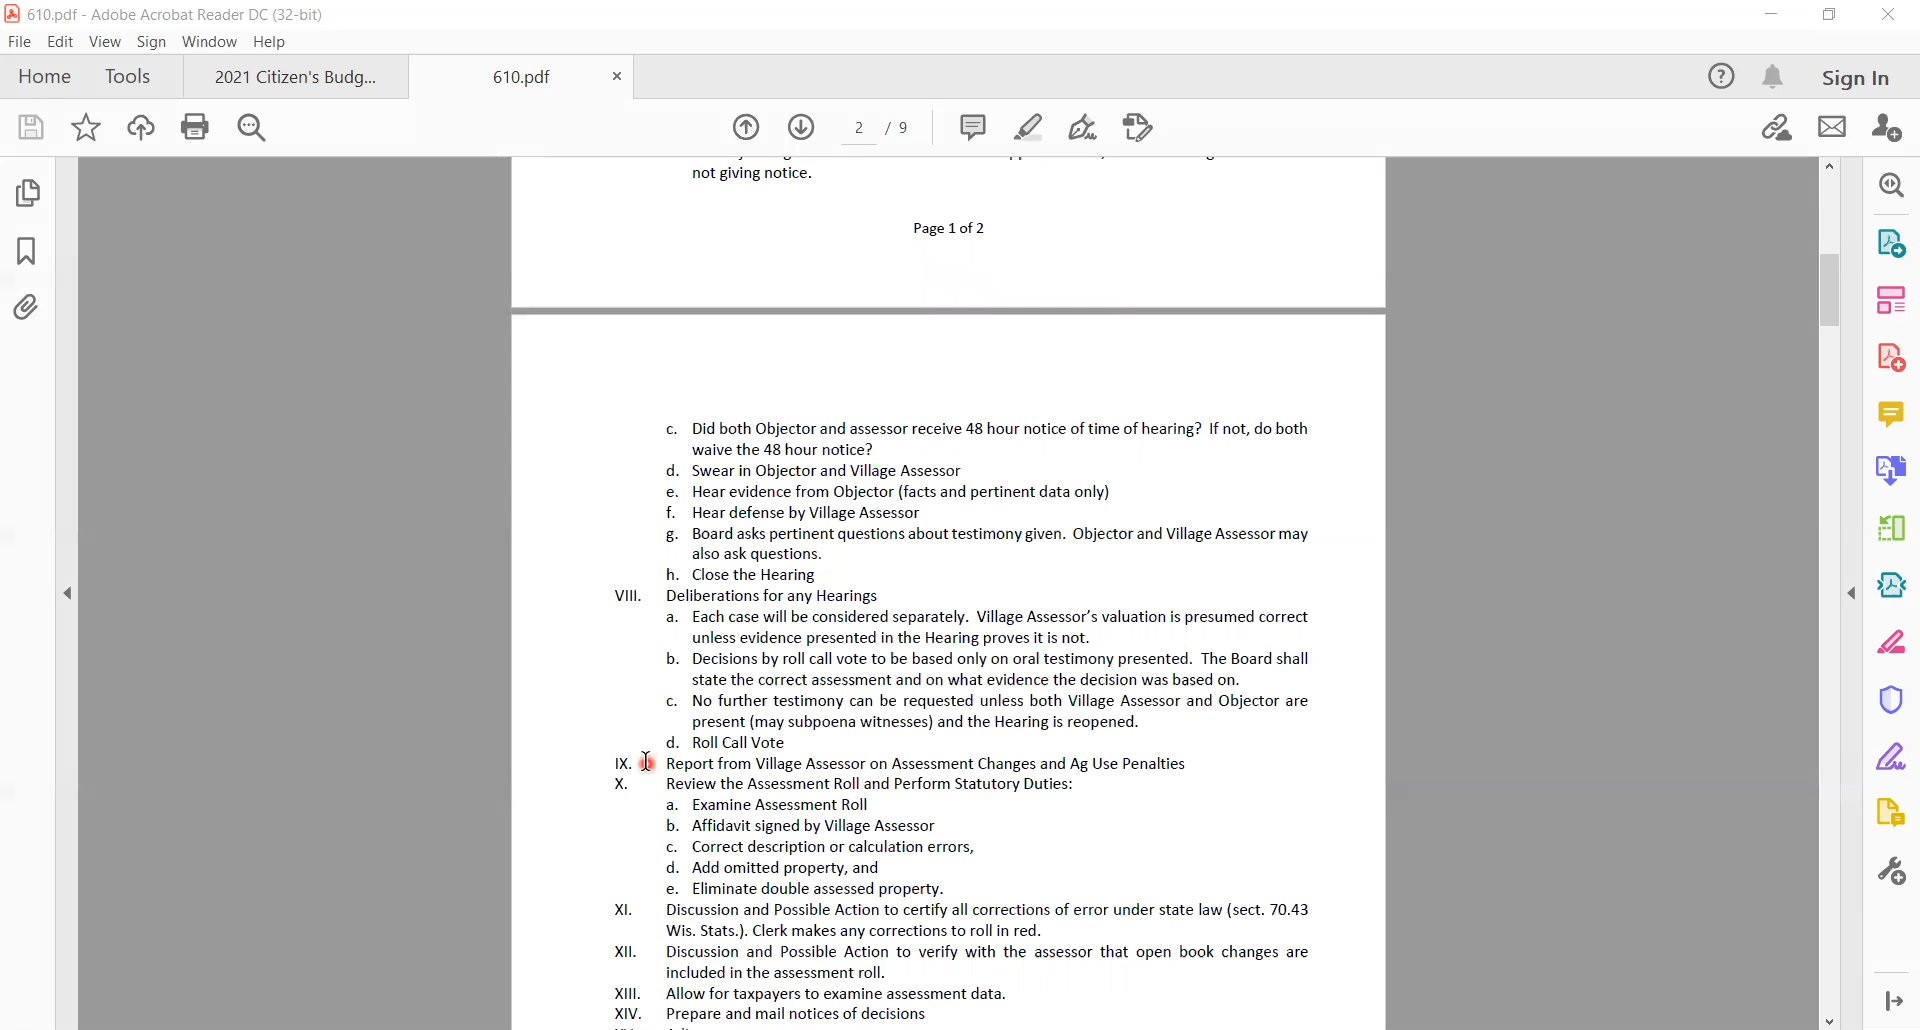 610.pdf - Adobe Acrobat Reader DC (32-bit)
File Edit View Sign Window Help
Home Tools 2021 Citizen's Budg... 610.pdf × ? Sign In
2 / 9
not giving notice.
Page 1 of 2
c. Did both Objector and assessor receive 48 hour notice of time of hearing? If not, do both
waive the 48 hour notice?
d. Swear in Objector and Village Assessor
e. Hear evidence from Objector (facts and pertinent data only)
f. Hear defense by Village Assessor
g. Board asks pertinent questions about testimony given. Objector and Village Assessor may
also ask questions.
h. Close the Hearing
VIII. Deliberations for any Hearings
a. Each case will be considered separately. Village Assessor's valuation is presumed correct
unless evidence presented in the Hearing proves it is not.
b. Decisions by roll call vote to be based only on oral testimony presented. The Board shall
state the correct assessment and on what evidence the decision was based on.
c. No further testimony can be requested unless both Village Assessor and Objector are
present (may subpoena witnesses) and the Hearing is reopened.
d. Roll Call Vote
IX. Report from Village Assessor on Assessment Changes and Ag Use Penalties
X. Review the Assessment Roll and Perform Statutory Duties:
a. Examine Assessment Roll
b. Affidavit signed by Village Assessor
c. Correct description or calculation errors,
d. Add omitted property, and
e. Eliminate double assessed property.
XI. Discussion and Possible Action to certify all corrections of error under state law (sect. 70.43
Wis. Stats.). Clerk makes any corrections to roll in red.
XII. Discussion and Possible Action to verify with the assessor that open book changes are
included in the assessment roll.
XIII. Allow for taxpayers to examine assessment data.
XIV. Prepare and mail notices of decisions